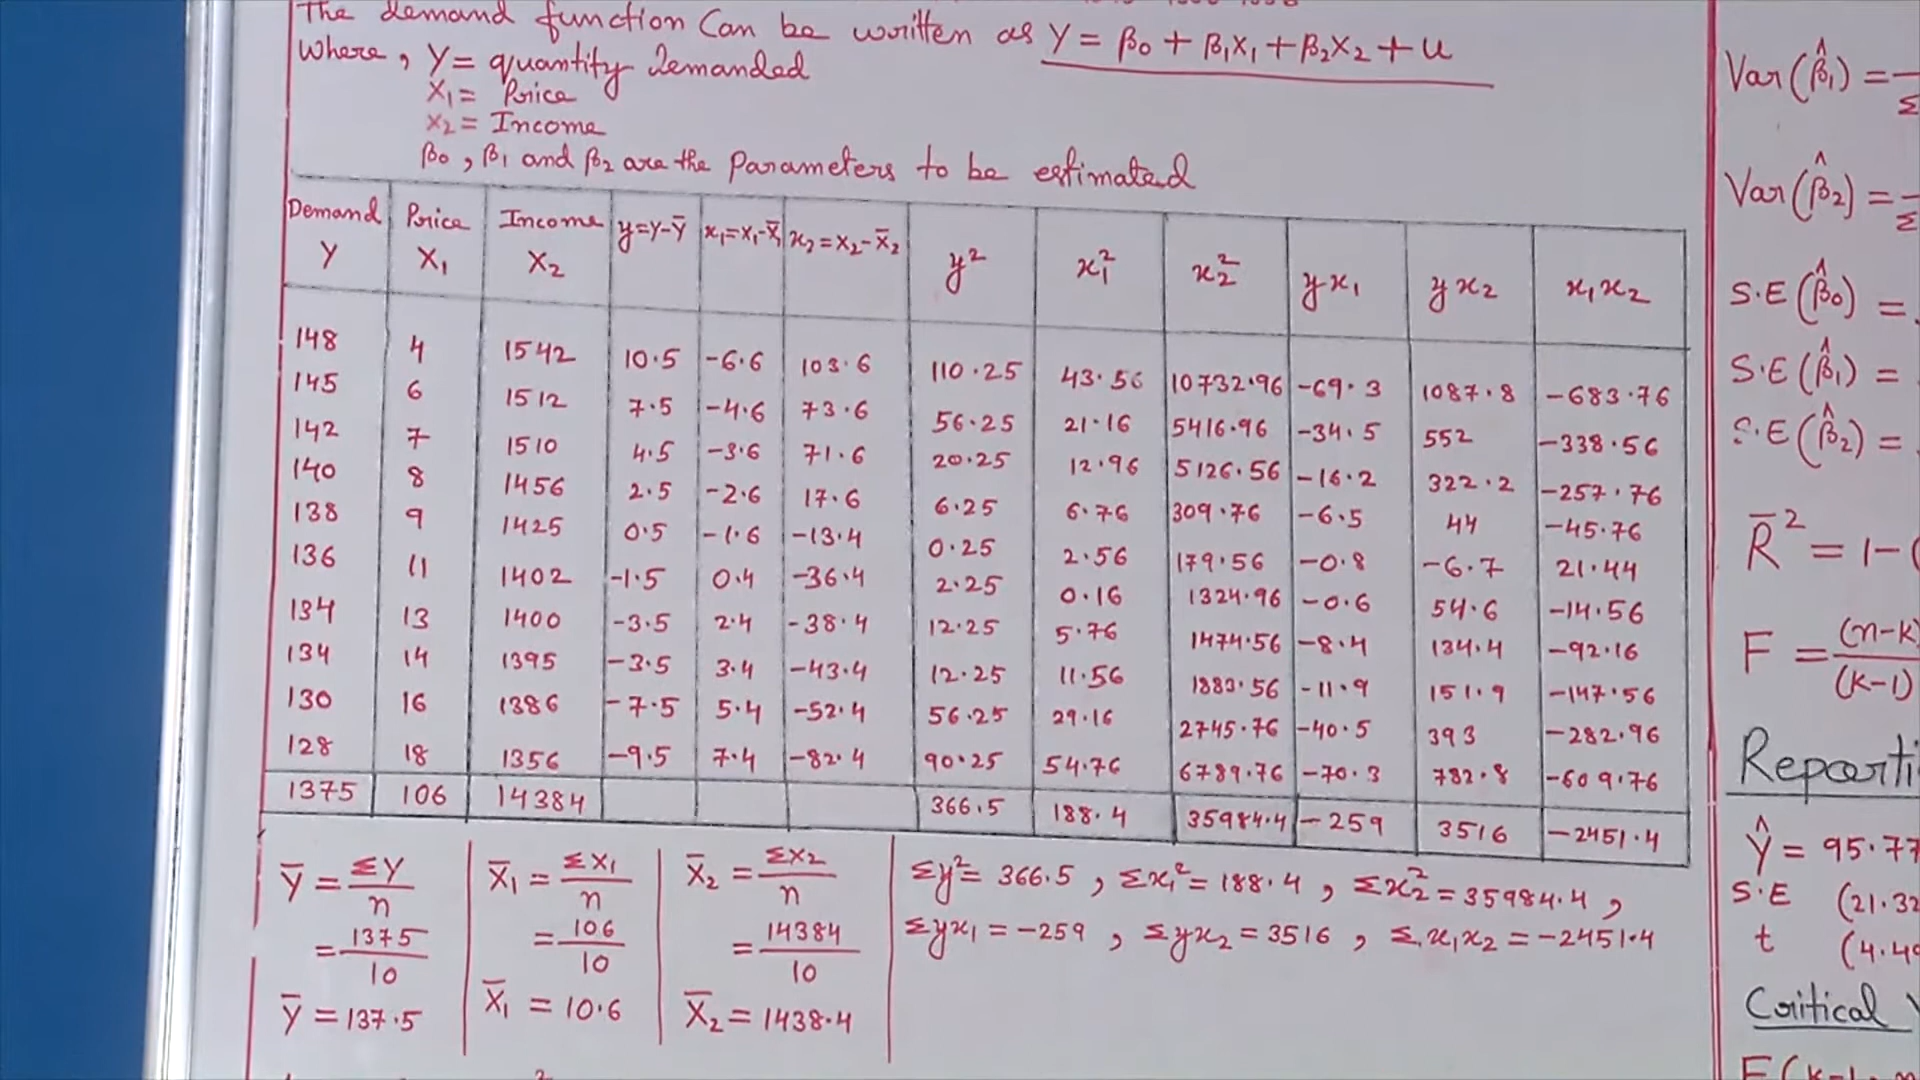 The demand function Can be written as Y = β0 + β1X1 + β2X2 + u
Where, Y = quantity Demanded
X1 = Price
X2 = Income
β0, β1 and β2 are the Parameters to be estimated
Demand Y | Price X1 | Income X2 | y=Y-Ȳ | x1=X1-X̄1 | x2=X2-X̄2 | y² | x1² | x2² | yx1 | yx2 | x1x2
148 | 4 | 1542 | 10.5 | -6.6 | 103.6 | 110.25 | 43.56 | 10732.96 | -69.3 | 1087.8 | -683.76
145 | 6 | 1512 | 7.5 | -4.6 | 73.6 | 56.25 | 21.16 | 5416.96 | -34.5 | 552 | -338.56
142 | 7 | 1510 | 4.5 | -3.6 | 71.6 | 20.25 | 12.96 | 5126.56 | -16.2 | 322.2 | -257.76
140 | 8 | 1456 | 2.5 | -2.6 | 17.6 | 6.25 | 6.76 | 309.76 | -6.5 | 44 | -45.76
138 | 9 | 1425 | 0.5 | -1.6 | -13.4 | 0.25 | 2.56 | 179.56 | -0.8 | -6.7 | 21.44
136 | 11 | 1402 | -1.5 | 0.4 | -36.4 | 2.25 | 0.16 | 1324.96 | -0.6 | 54.6 | -14.56
134 | 13 | 1400 | -3.5 | 2.4 | -38.4 | 12.25 | 5.76 | 1474.56 | -8.4 | 134.4 | -92.16
134 | 14 | 1395 | -3.5 | 3.4 | -43.4 | 12.25 | 11.56 | 1883.56 | -11.9 | 151.9 | -147.56
130 | 16 | 1386 | -7.5 | 5.4 | -52.4 | 56.25 | 29.16 | 2745.76 | -40.5 | 393 | -282.96
128 | 18 | 1356 | -9.5 | 7.4 | -82.4 | 90.25 | 54.76 | 6789.76 | -70.3 | 782.8 | -609.76
1375 | 106 | 14384 | 366.5 | 188.4 | 35984.4 | -259 | 3516 | -2451.4
Ȳ = ΣY/n
= 1375/10
Ȳ = 137.5
X̄1 = ΣX1/n
= 106/10
X̄1 = 10.6
X̄2 = ΣX2/n
= 14384/10
X̄2 = 1438.4
Σy² = 366.5, Σx1² = 188.4, Σx2² = 35984.4,
Σyx1 = -259, Σyx2 = 3516, Σx1x2 = -2451.4
Var(β̂1) =
Var(β̂2) =
S.E(β̂0) =
S.E(β̂1) =
S.E(β̂2) =
R̄² = 1-(
F = (n-k)/(k-1)
Reporti
Ŷ = 95.77
S.E (21.32
t (4.49
Critical V
F(k-1, n